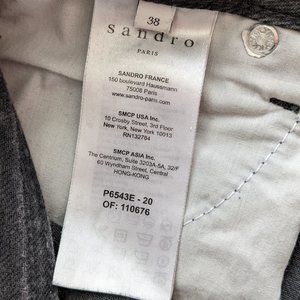 38
sandro
PARIS
SANDRO FRANCE
150 boulevard Haussmann
75008 Paris
www.sandro-paris.com
SMCP USA Inc.
10 Crosby Street, 3rd Floor
New York, New York 10013
RN132784
SMCP ASIA Inc.
The Centrium, Suite 3203A-5A, 32/F
60 Wyndham Street, Central
HONG-KONG
P6543E - 20
OF: 110676